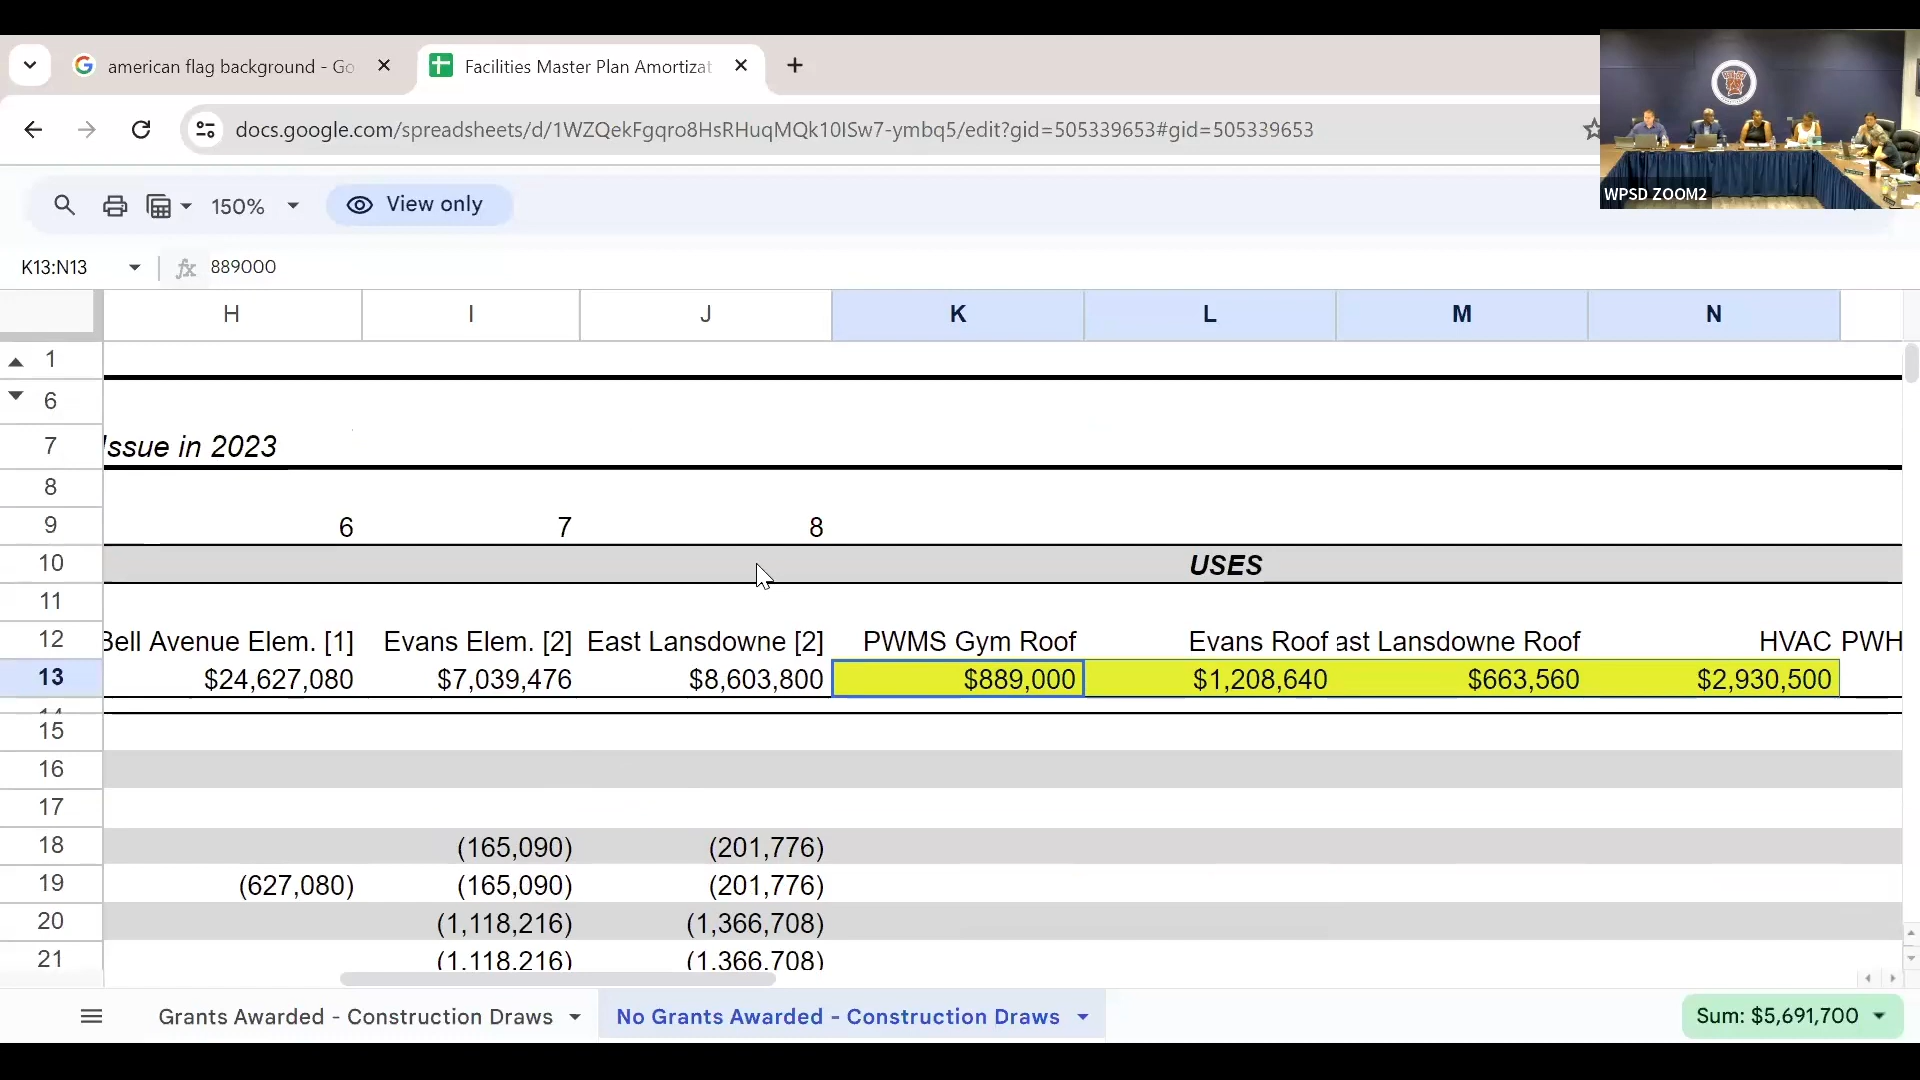 american flag background - Go
Facilities Master Plan Amortizat
docs.google.com/spreadsheets/d/1WZQekFgqro8HsRHuqMQk10ISw7-ymbq5/edit?gid=505339653#gid=505339653
150% View only
WPSD ZOOM2
K13:N13 fx 889000
H I J K L M N
1
6
7 Issue in 2023
8
9 6 7 8
10 USES
11
12 Bell Avenue Elem. [1] Evans Elem. [2] East Lansdowne [2] PWMS Gym Roof Evans Roof ast Lansdowne Roof HVAC PWH
13 $24,627,080 $7,039,476 $8,603,800 $889,000 $1,208,640 $663,560 $2,930,500
14
15
16
17
18 (165,090) (201,776)
19 (627,080) (165,090) (201,776)
20 (1,118,216) (1,366,708)
21 (1,118,216) (1,366,708)
Grants Awarded - Construction Draws No Grants Awarded - Construction Draws Sum: $5,691,700